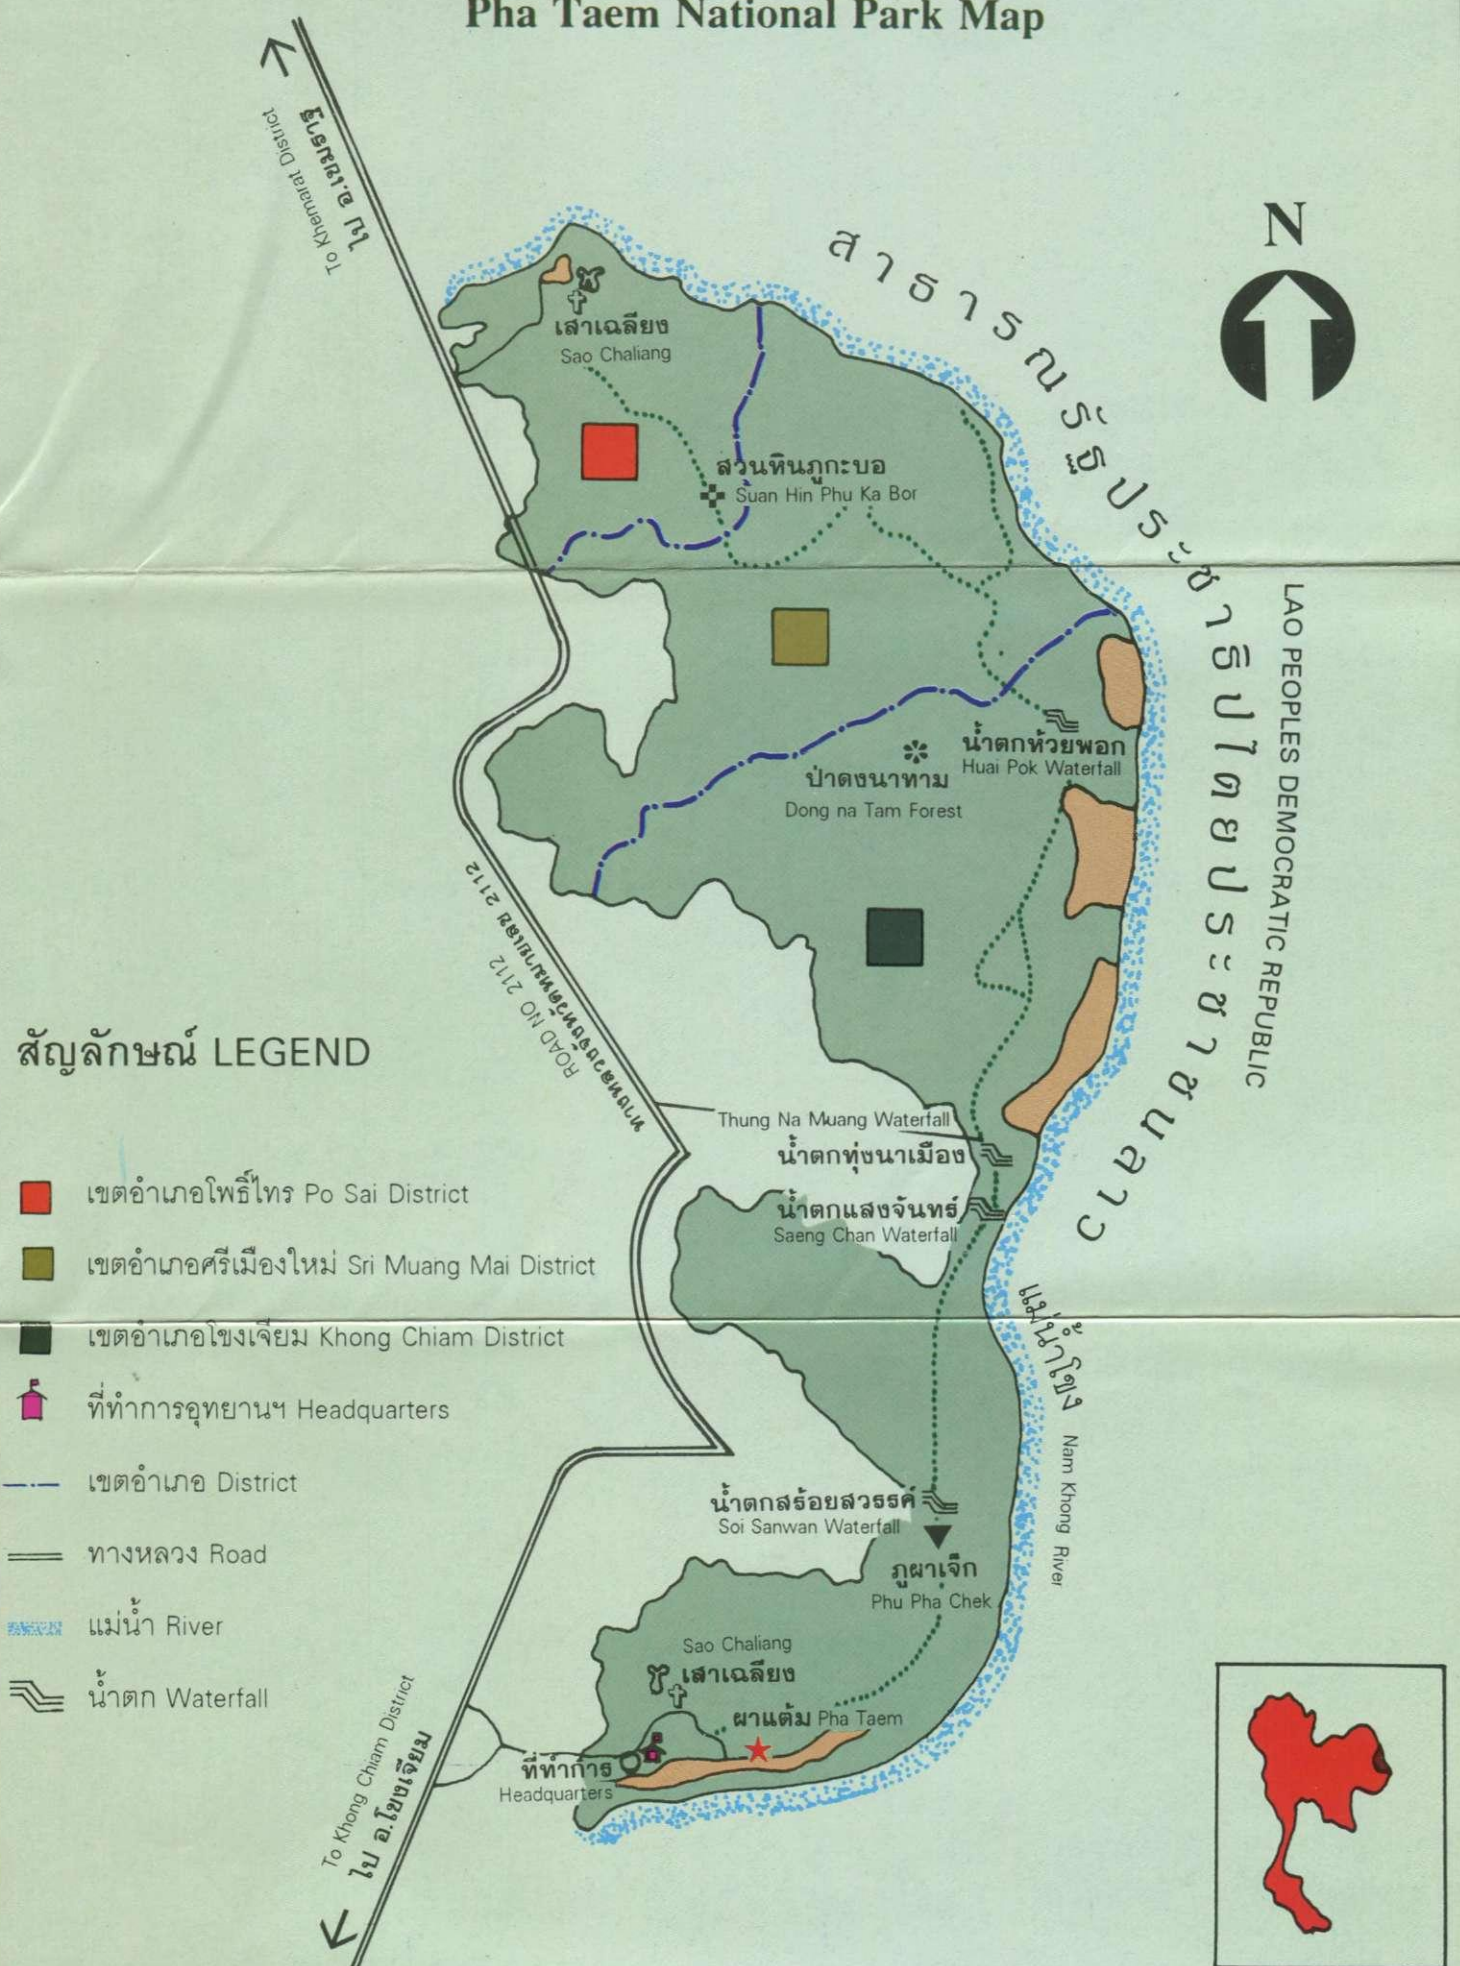 Pha Taem National Park Map
ไป อ.เขมราฐ
To Khemarat District
N
สาธารณรัฐประชาธิปไตยประชาชนลาว
LAO PEOPLES DEMOCRATIC REPUBLIC
เสาเฉลียง
Sao Chaliang
สวนหินภูกะบอ
Suan Hin Phu Ka Bor
น้ำตกห้วยพอก
Huai Pok Waterfall
ป่าดงนาทาม
Dong na Tam Forest
ทางหลวงจังหวัดหมายเลข 2112
ROAD NO 2112
Thung Na Muang Waterfall
น้ำตกทุ่งนาเมือง
น้ำตกแสงจันทร์
Saeng Chan Waterfall
แม่น้ำโขง Nam Khong River
น้ำตกสร้อยสวรรค์
Soi Sanwan Waterfall
ภูผาเจ็ก
Phu Pha Chek
Sao Chaliang
เสาเฉลียง
ผาแต้ม Pha Taem
ที่ทำการ
Headquarters
To Khong Chiam District
ไป อ.โขงเจียม
สัญลักษณ์ LEGEND
เขตอำเภอโพธิ์ไทร Po Sai District
เขตอำเภอศรีเมืองใหม่ Sri Muang Mai District
เขตอำเภอโขงเจียม Khong Chiam District
ที่ทำการอุทยานฯ Headquarters
เขตอำเภอ District
ทางหลวง Road
แม่น้ำ River
น้ำตก Waterfall